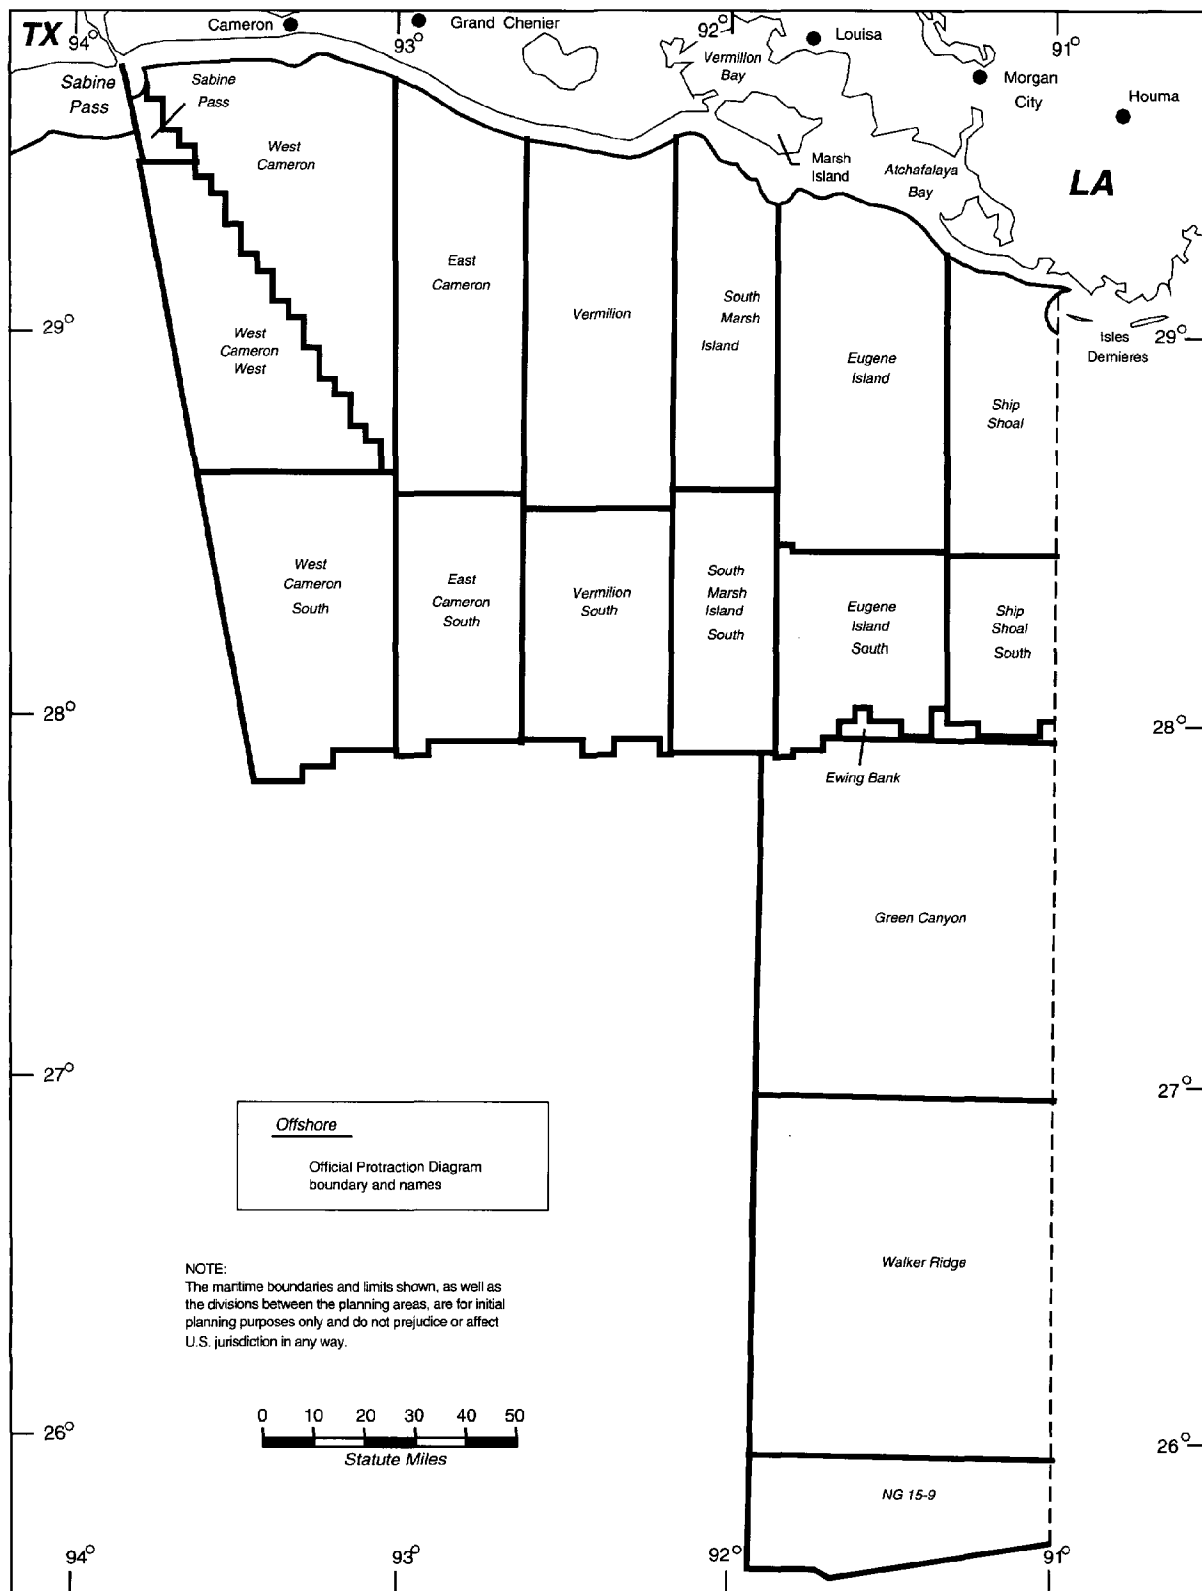 TX
94°
Cameron
93°
Grand Chenier
92°
Louisa
91°
Vermillon
Bay
Morgan
City
Houma
Sabine
Pass
Sabine
Pass
West
Cameron
Marsh
Island
Atchafalaya
Bay
LA
East
Cameron
Vermilion
South
Marsh
Island
Eugene
Island
Ship
Shoal
Isles
Dernieres
29°
29°
West
Cameron
West
West
Cameron
South
East
Cameron
South
Vermilion
South
South
Marsh
Island
South
Eugene
Island
South
Ship
Shoal
South
28°
28°
Ewing Bank
Green Canyon
27°
27°
Offshore
Official Protraction Diagram
boundary and names
Walker Ridge
NOTE:
The maritime boundaries and limits shown, as well as
the divisions between the planning areas, are for initial
planning purposes only and do not prejudice or affect
U.S. jurisdiction in any way.
0 10 20 30 40 50
Statute Miles
26°
26°
NG 15-9
94°
93°
92°
91°